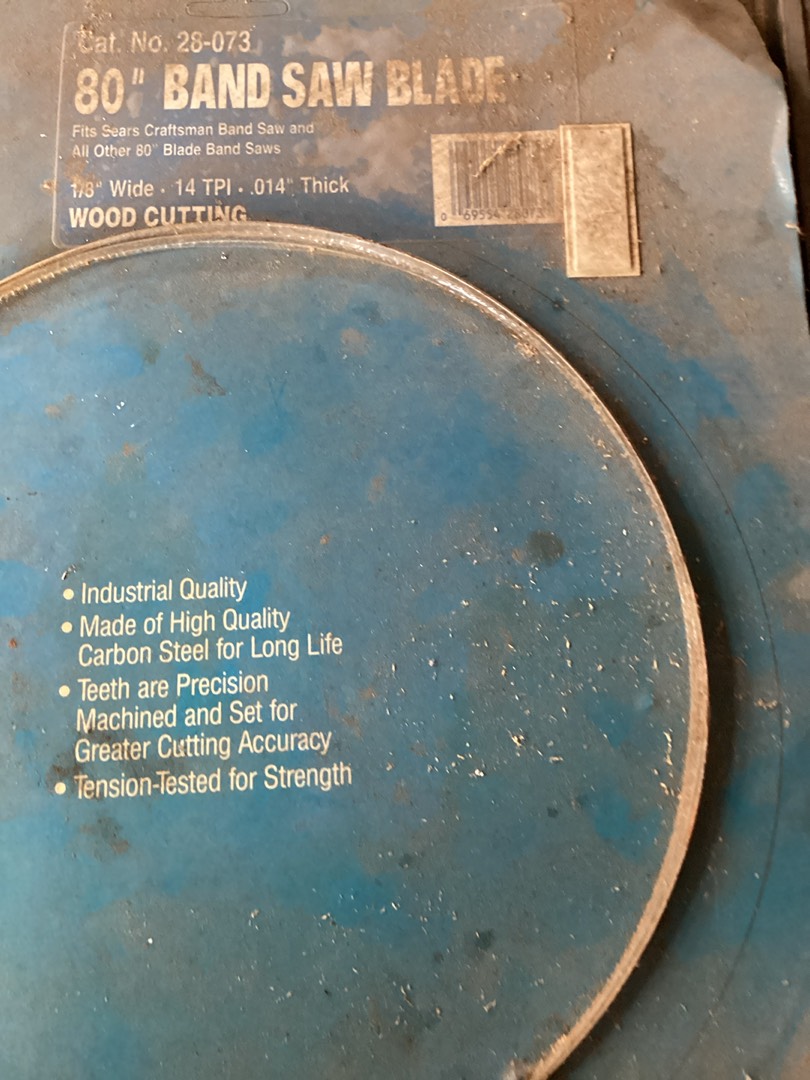 Cat. No. 28-073
80" BAND SAW BLADE
Fits Sears Craftsman Band Saw and
All Other 80" Blade Band Saws
1/8" Wide · 14 TPI · .014" Thick
WOOD CUTTING
• Industrial Quality
• Made of High Quality
Carbon Steel for Long Life
• Teeth are Precision
Machined and Set for
Greater Cutting Accuracy
• Tension-Tested for Strength